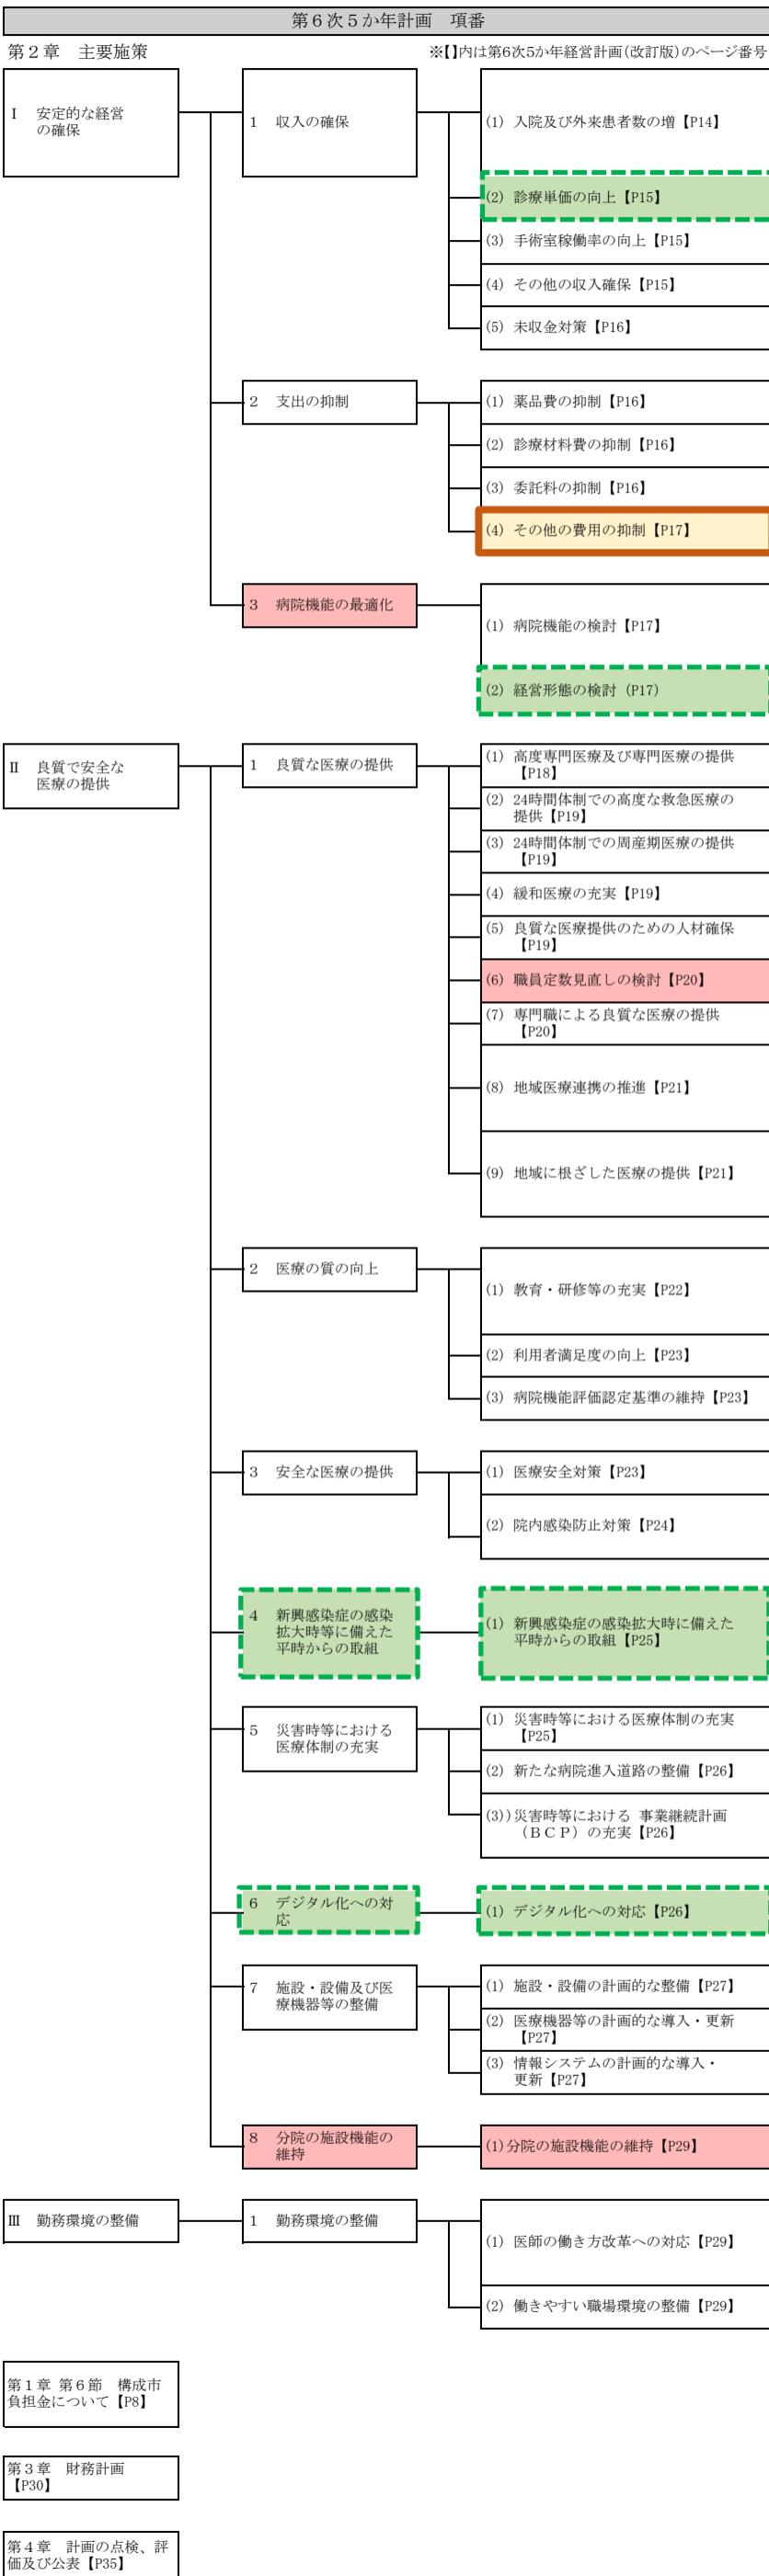 第６次５か年計画　項番
第２章　主要施策
※【】内は第6次5か年経営計画(改訂版)のページ番号
Ⅰ　安定的な経営
の確保
１　収入の確保
(1) 入院及び外来患者数の増【P14】
(2) 診療単価の向上【P15】
(3) 手術室稼働率の向上【P15】
(4) その他の収入確保【P15】
(5) 未収金対策【P16】
２　支出の抑制
(1) 薬品費の抑制【P16】
(2) 診療材料費の抑制【P16】
(3) 委託料の抑制【P16】
(4) その他の費用の抑制【P17】
３　病院機能の最適化
(1) 病院機能の検討【P17】
(2) 経営形態の検討（P17）
Ⅱ　良質で安全な
医療の提供
１　良質な医療の提供
(1) 高度専門医療及び専門医療の提供
【P18】
(2) 24時間体制での高度な救急医療の
提供【P19】
(3) 24時間体制での周産期医療の提供
【P19】
(4) 緩和医療の充実【P19】
(5) 良質な医療提供のための人材確保
【P19】
(6) 職員定数見直しの検討【P20】
(7) 専門職による良質な医療の提供
【P20】
(8) 地域医療連携の推進【P21】
(9) 地域に根ざした医療の提供【P21】
２　医療の質の向上
(1) 教育・研修等の充実【P22】
(2) 利用者満足度の向上【P23】
(3) 病院機能評価認定基準の維持【P23】
３　安全な医療の提供
(1) 医療安全対策【P23】
(2) 院内感染防止対策【P24】
４　新興感染症の感染
拡大時等に備えた
平時からの取組
(1) 新興感染症の感染拡大時に備えた
平時からの取組【P25】
５　災害時等における
医療体制の充実
(1) 災害時等における医療体制の充実
【P25】
(2) 新たな病院進入道路の整備【P26】
(3))災害時等における 事業継続計画
（ＢＣＰ）の充実【P26】
６　デジタル化への対
応
(1) デジタル化への対応【P26】
７　施設・設備及び医
療機器等の整備
(1) 施設・設備の計画的な整備【P27】
(2) 医療機器等の計画的な導入・更新
【P27】
(3) 情報システムの計画的な導入・
更新【P27】
８　分院の施設機能の
維持
(1)分院の施設機能の維持【P29】
Ⅲ　勤務環境の整備
１　勤務環境の整備
(1) 医師の働き方改革への対応【P29】
(2) 働きやすい職場環境の整備【P29】
第１章 第６節　構成市
負担金について【P8】
第３章　財務計画
【P30】
第４章　計画の点検、評
価及び公表【P35】